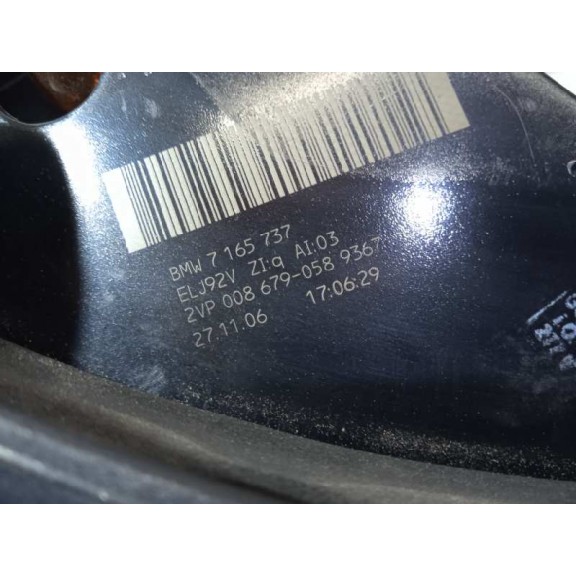 BMW 7 165 737
ELJ92V ZI:q AI:03
2VP 008 679-058 9367
27.11.06 17:06:29